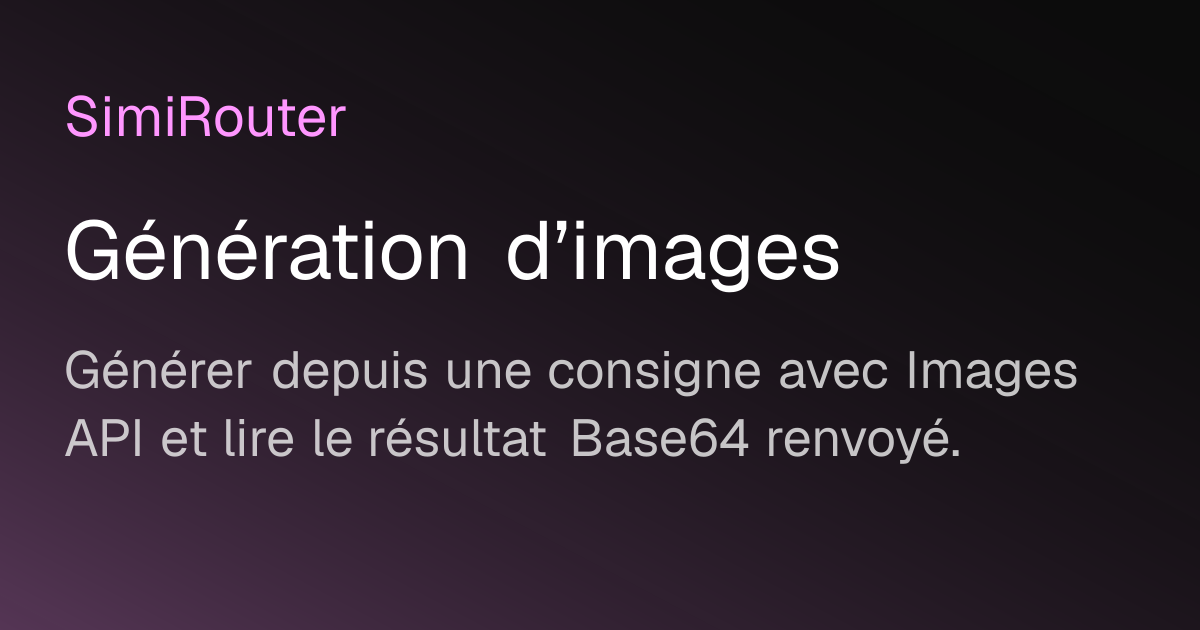 SimiRouter
Génération d’images
Générer depuis une consigne avec Images
API et lire le résultat Base64 renvoyé.